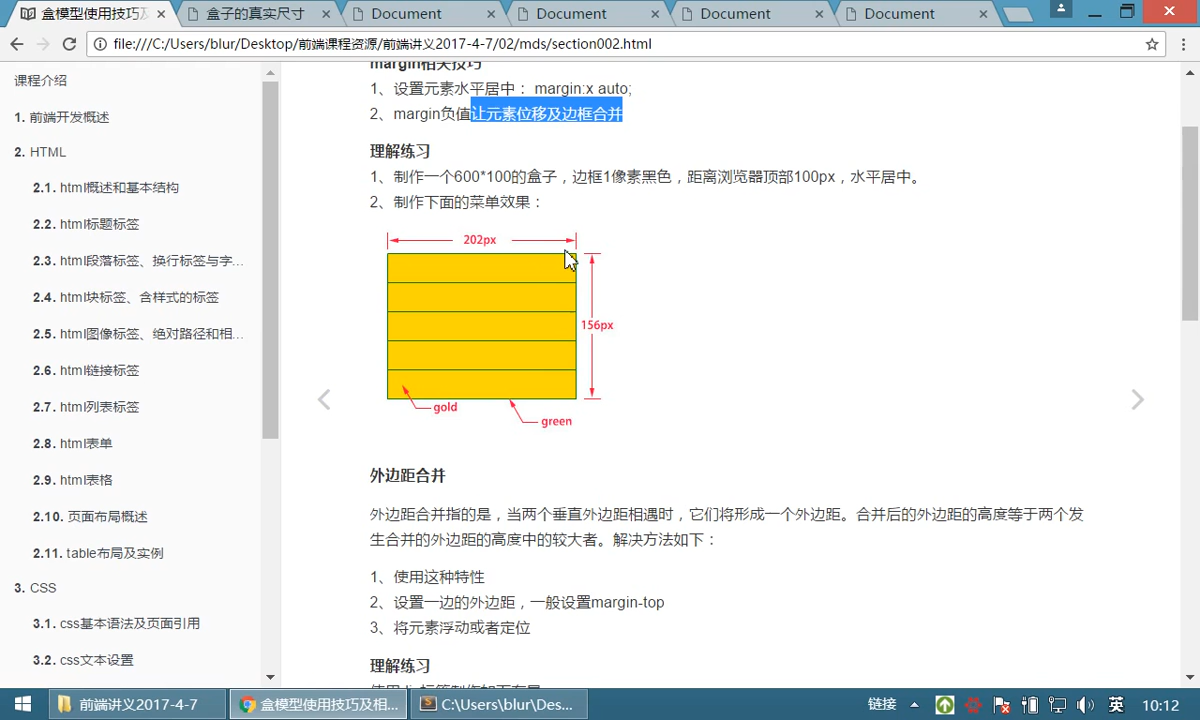 盒模型使用技巧及
盒子的真实尺寸
Document
Document
Document
Document
file:///C:/Users/blur/Desktop/前端课程资源/前端讲义2017-4-7/02/mds/section002.html
课程介绍
1. 前端开发概述
2. HTML
2.1. html概述和基本结构
2.2. html标题标签
2.3. html段落标签、换行标签与字...
2.4. html块标签、含样式的标签
2.5. html图像标签、绝对路径和相...
2.6. html链接标签
2.7. html列表标签
2.8. html表单
2.9. html表格
2.10. 页面布局概述
2.11. table布局及实例
3. CSS
3.1. css基本语法及页面引用
3.2. css文本设置
margin相关技巧
1、设置元素水平居中： margin:x auto;
2、margin负值让元素位移及边框合并
理解练习
1、制作一个600*100的盒子，边框1像素黑色，距离浏览器顶部100px，水平居中。
2、制作下面的菜单效果：
202px
156px
gold
green
外边距合并
外边距合并指的是，当两个垂直外边距相遇时，它们将形成一个外边距。合并后的外边距的高度等于两个发
生合并的外边距的高度中的较大者。解决方法如下：
1、使用这种特性
2、设置一边的外边距，一般设置margin-top
3、将元素浮动或者定位
理解练习
前端讲义2017-4-7
盒模型使用技巧及相...
C:\Users\blur\Des...
链接
英
10:12